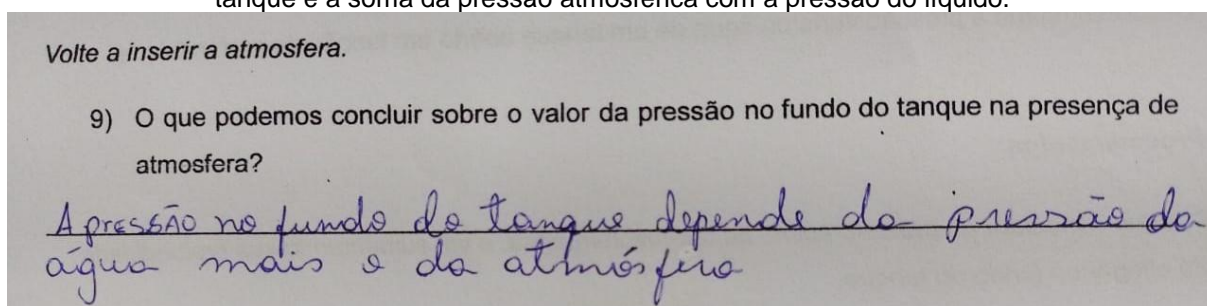 tanque é a soma da pressão atmosférica com a pressão do líquido.
Volte a inserir a atmosfera.
9) O que podemos concluir sobre o valor da pressão no fundo do tanque na presença de
atmosfera?
A pressÃo no fundo do tanque depende da pressão da
água mais a da atmósfera